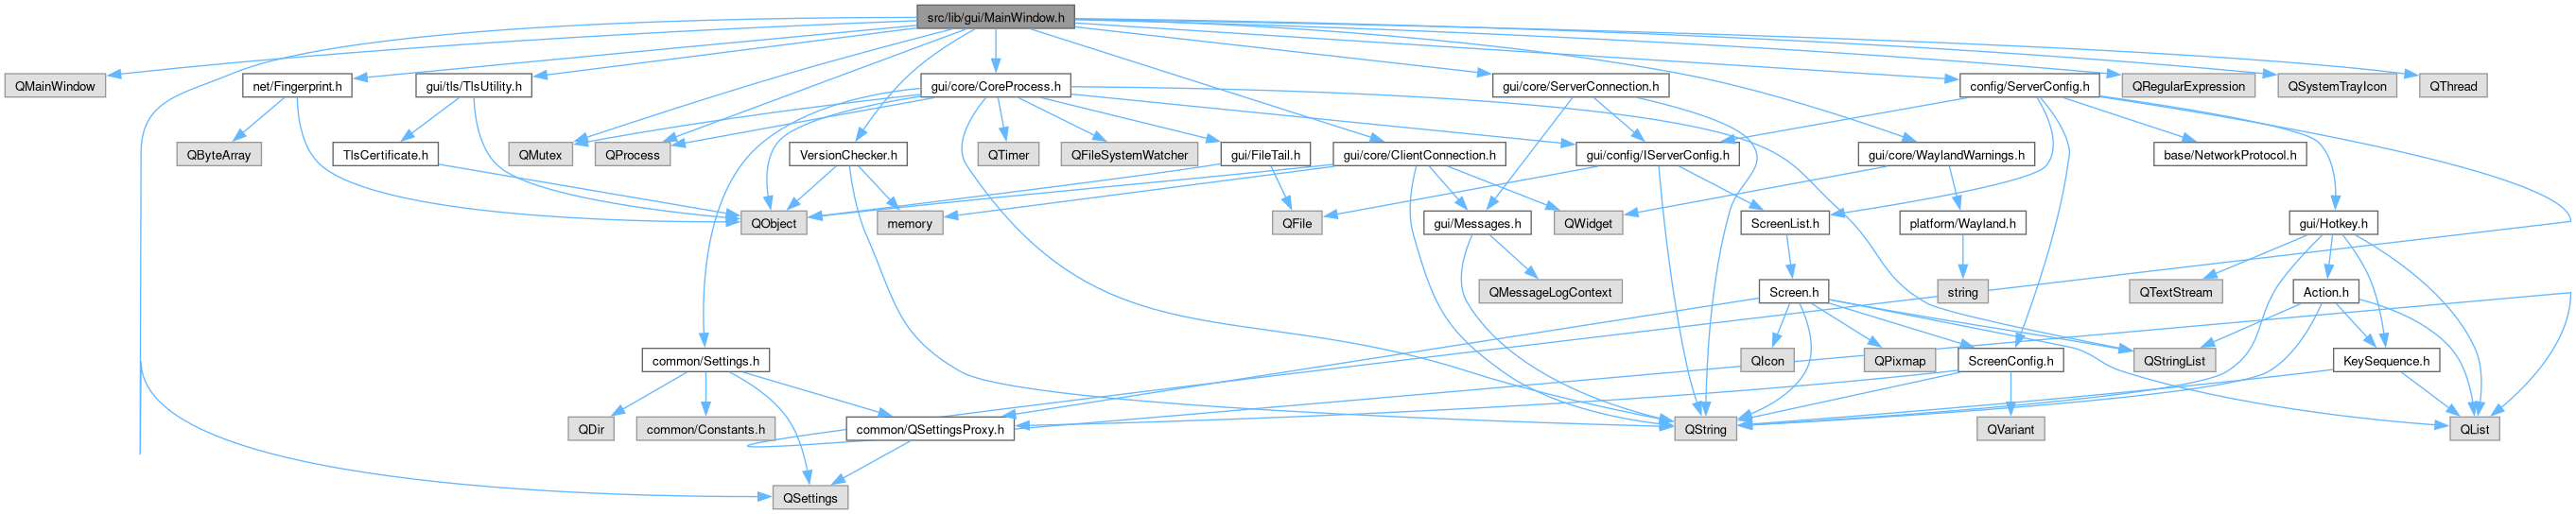 src/lib/gui/MainWindow.h
QMainWindow
net/Fingerprint.h
gui/tls/TlsUtility.h
gui/core/CoreProcess.h
gui/core/ServerConnection.h
config/ServerConfig.h
QRegularExpression
QSystemTrayIcon
QThread
QByteArray
TlsCertificate.h
QMutex
QProcess
VersionChecker.h
QTimer
QFileSystemWatcher
gui/FileTail.h
gui/core/ClientConnection.h
gui/config/IServerConfig.h
gui/core/WaylandWarnings.h
base/NetworkProtocol.h
QObject
memory
QFile
gui/Messages.h
QWidget
ScreenList.h
platform/Wayland.h
gui/Hotkey.h
QMessageLogContext
Screen.h
string
QTextStream
Action.h
common/Settings.h
QIcon
QPixmap
ScreenConfig.h
QStringList
KeySequence.h
QDir
common/Constants.h
common/QSettingsProxy.h
QString
QVariant
QList
QSettings